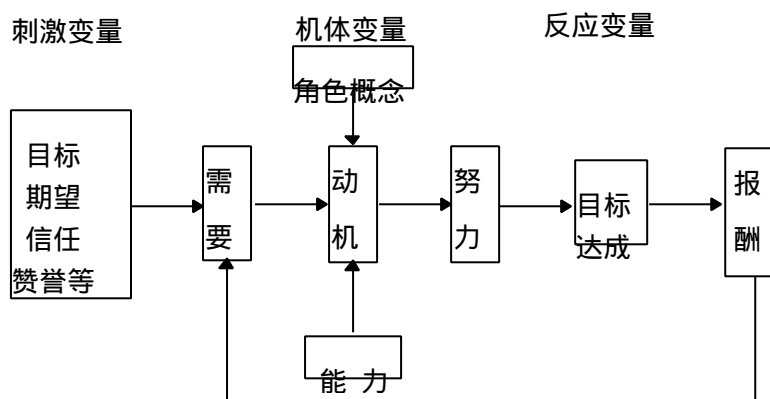 刺激变量
机体变量
反应变量
角色概念
目标
期望
信任
赞誉等
需
要
动
机
努
力
目标
达成
报
酬
能 力